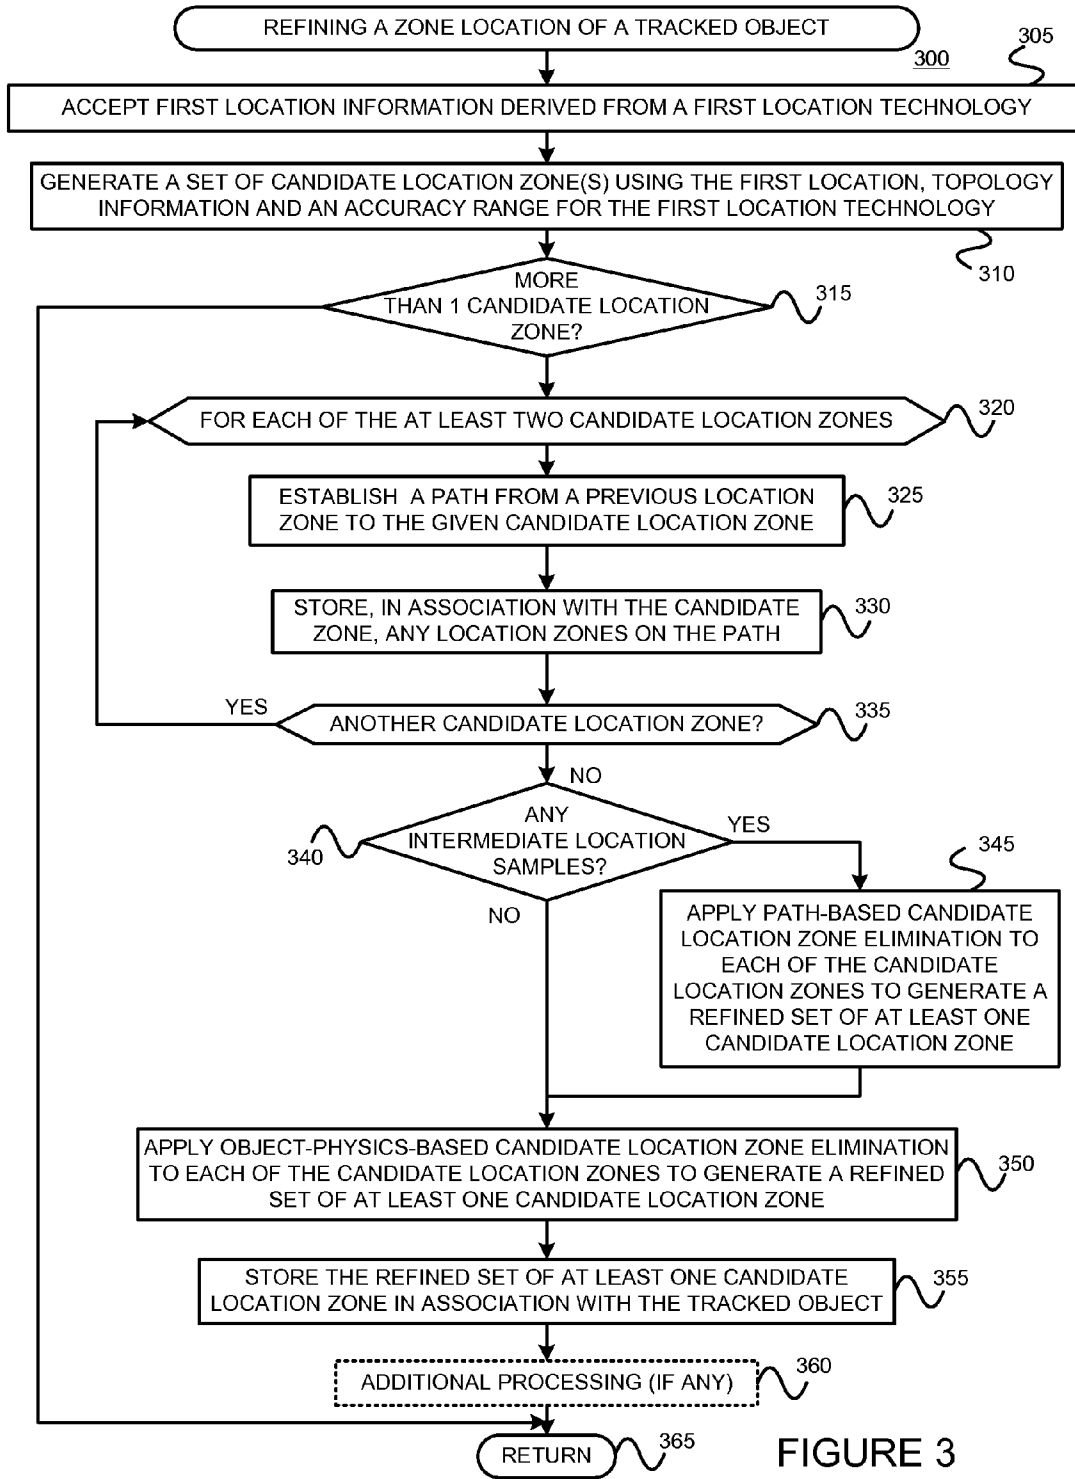 REFINING A ZONE LOCATION OF A TRACKED OBJECT
300
305
ACCEPT FIRST LOCATION INFORMATION DERIVED FROM A FIRST LOCATION TECHNOLOGY
GENERATE A SET OF CANDIDATE LOCATION ZONE(S) USING THE FIRST LOCATION, TOPOLOGY
INFORMATION AND AN ACCURACY RANGE FOR THE FIRST LOCATION TECHNOLOGY
310
MORE
THAN 1 CANDIDATE LOCATION
ZONE?
315
FOR EACH OF THE AT LEAST TWO CANDIDATE LOCATION ZONES
320
ESTABLISH A PATH FROM A PREVIOUS LOCATION
ZONE TO THE GIVEN CANDIDATE LOCATION ZONE
325
STORE, IN ASSOCIATION WITH THE CANDIDATE
ZONE, ANY LOCATION ZONES ON THE PATH
330
YES
ANOTHER CANDIDATE LOCATION ZONE?
335
NO
ANY
INTERMEDIATE LOCATION
SAMPLES?
340
YES
NO
345
APPLY PATH-BASED CANDIDATE
LOCATION ZONE ELIMINATION TO
EACH OF THE CANDIDATE
LOCATION ZONES TO GENERATE A
REFINED SET OF AT LEAST ONE
CANDIDATE LOCATION ZONE
APPLY OBJECT-PHYSICS-BASED CANDIDATE LOCATION ZONE ELIMINATION
TO EACH OF THE CANDIDATE LOCATION ZONES TO GENERATE A REFINED
SET OF AT LEAST ONE CANDIDATE LOCATION ZONE
350
STORE THE REFINED SET OF AT LEAST ONE CANDIDATE
LOCATION ZONE IN ASSOCIATION WITH THE TRACKED OBJECT
355
ADDITIONAL PROCESSING (IF ANY)
360
RETURN
365
FIGURE 3